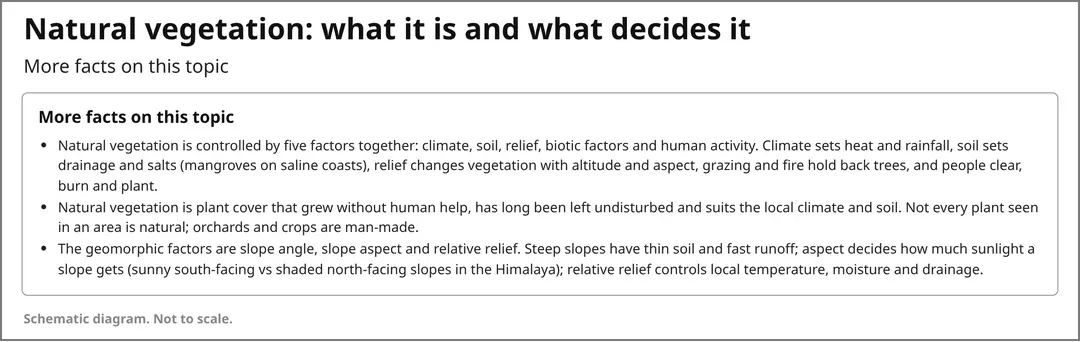 Natural vegetation: what it is and what decides it
More facts on this topic
More facts on this topic
• Natural vegetation is controlled by five factors together: climate, soil, relief, biotic factors and human activity. Climate sets heat and rainfall, soil sets
drainage and salts (mangroves on saline coasts), relief changes vegetation with altitude and aspect, grazing and fire hold back trees, and people clear,
burn and plant.
• Natural vegetation is plant cover that grew without human help, has long been left undisturbed and suits the local climate and soil. Not every plant seen
in an area is natural; orchards and crops are man-made.
• The geomorphic factors are slope angle, slope aspect and relative relief. Steep slopes have thin soil and fast runoff; aspect decides how much sunlight a
slope gets (sunny south-facing vs shaded north-facing slopes in the Himalaya); relative relief controls local temperature, moisture and drainage.
Schematic diagram. Not to scale.